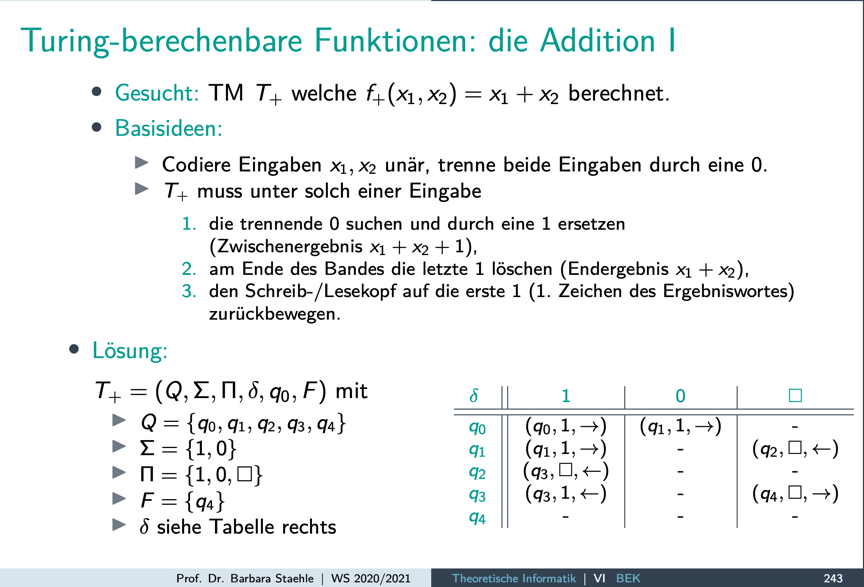 Turing-berechenbare Funktionen: die Addition I
• Gesucht: TM T₊ welche f₊(x₁, x₂) = x₁ + x₂ berechnet.
• Basisideen:
▶ Codiere Eingaben x₁, x₂ unär, trenne beide Eingaben durch eine 0.
▶ T₊ muss unter solch einer Eingabe
1. die trennende 0 suchen und durch eine 1 ersetzen
(Zwischenergebnis x₁ + x₂ + 1),
2. am Ende des Bandes die letzte 1 löschen (Endergebnis x₁ + x₂),
3. den Schreib-/Lesekopf auf die erste 1 (1. Zeichen des Ergebniswortes)
zurückbewegen.
• Lösung:
T₊ = (Q, Σ, Π, δ, q₀, F) mit
▶ Q = {q₀, q₁, q₂, q₃, q₄}
▶ Σ = {1, 0}
▶ Π = {1, 0, □}
▶ F = {q₄}
▶ δ siehe Tabelle rechts
δ 1 0 □
q₀ (q₀, 1, →) (q₁, 1, →) -
q₁ (q₁, 1, →) - (q₂, □, ←)
q₂ (q₃, □, ←) - -
q₃ (q₃, 1, ←) - (q₄, □, →)
q₄ - - -
Prof. Dr. Barbara Staehle | WS 2020/2021 Theoretische Informatik | VI BEK 243